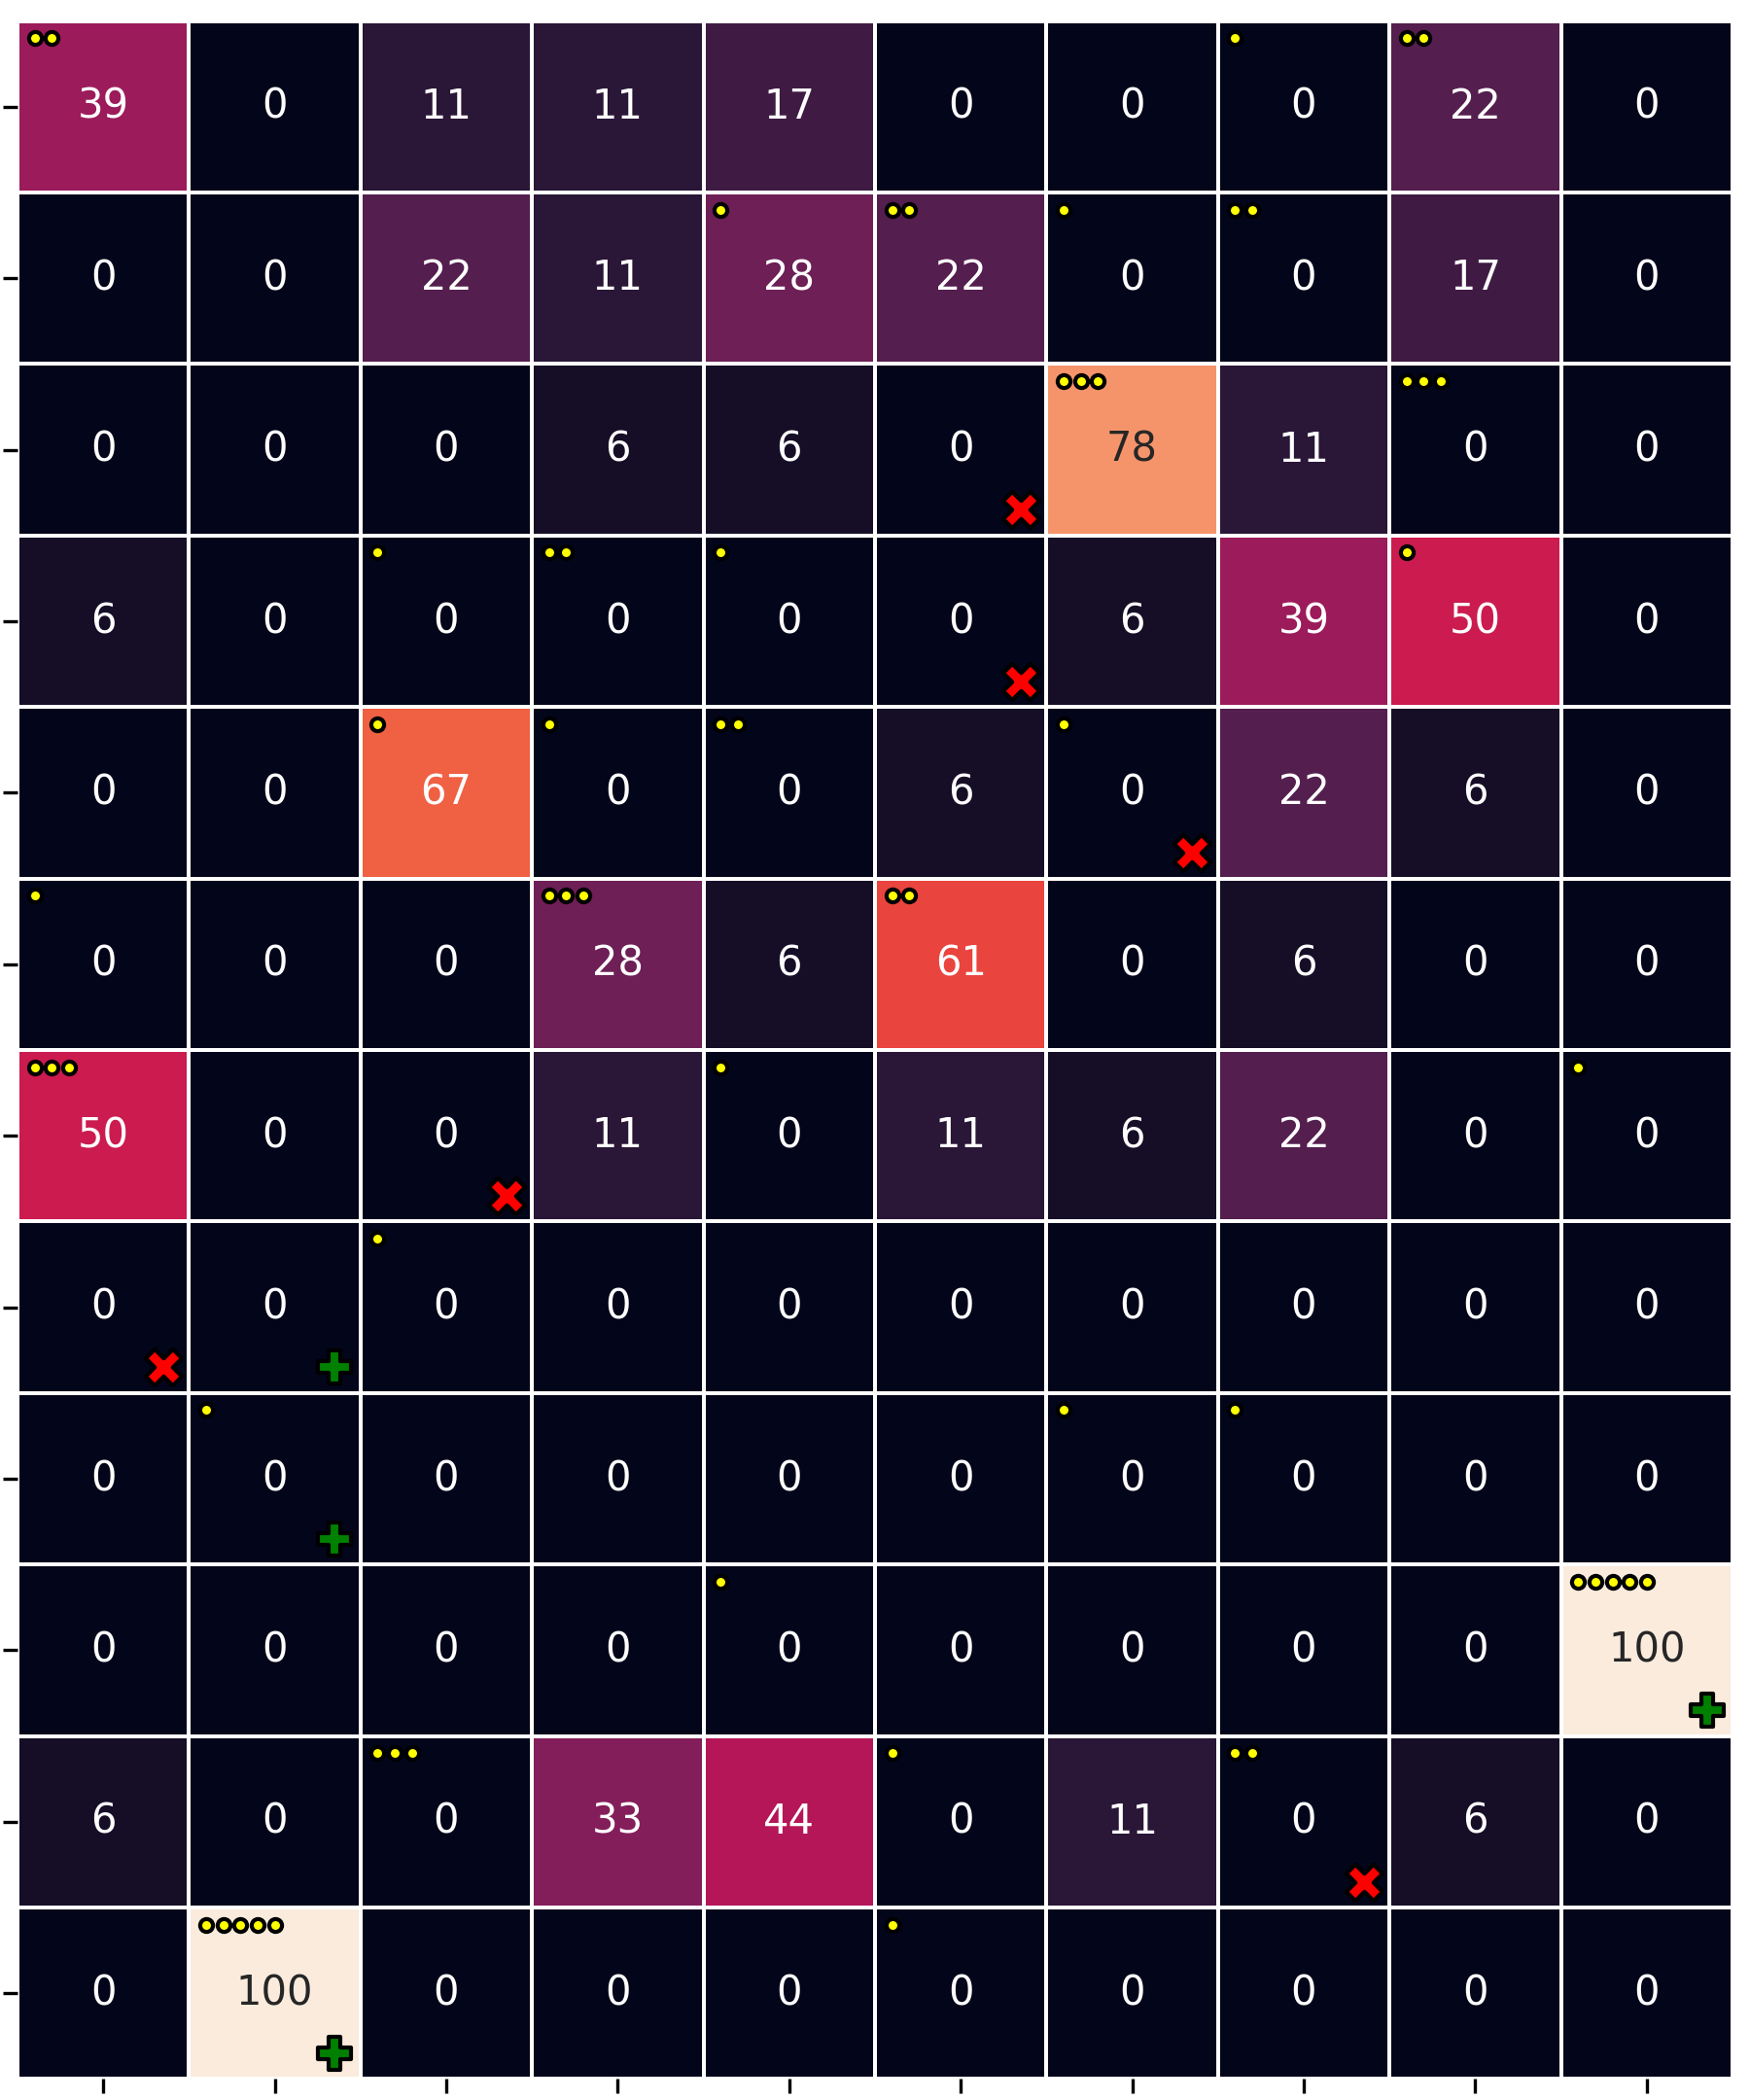 39 0 11 11 17 0 0 0 22 0
0 0 22 11 28 22 0 0 17 0
0 0 0 6 6 0 78 11 0 0
6 0 0 0 0 0 6 39 50 0
0 0 67 0 0 6 0 22 6 0
0 0 0 28 6 61 0 6 0 0
50 0 0 11 0 11 6 22 0 0
0 0 0 0 0 0 0 0 0 0
0 0 0 0 0 0 0 0 0 0
0 0 0 0 0 0 0 0 0 100
6 0 0 33 44 0 11 0 6 0
0 100 0 0 0 0 0 0 0 0